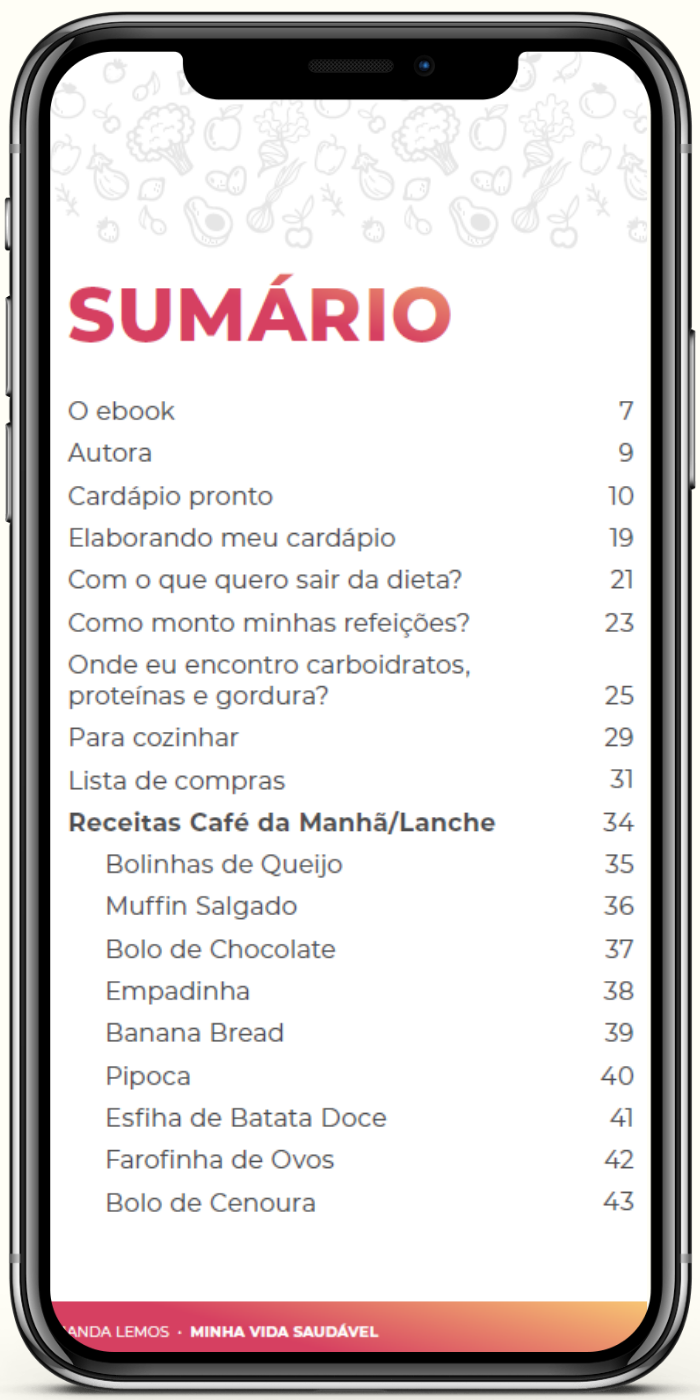 SUMÁRIO
O ebook 7
Autora 9
Cardápio pronto 10
Elaborando meu cardápio 19
Com o que quero sair da dieta? 21
Como monto minhas refeições? 23
Onde eu encontro carboidratos,
proteínas e gordura? 25
Para cozinhar 29
Lista de compras 31
Receitas Café da Manhã/Lanche 34
Bolinhas de Queijo 35
Muffin Salgado 36
Bolo de Chocolate 37
Empadinha 38
Banana Bread 39
Pipoca 40
Esfiha de Batata Doce 41
Farofinha de Ovos 42
Bolo de Cenoura 43
LEMOS · MINHA VIDA SAUDÁVEL